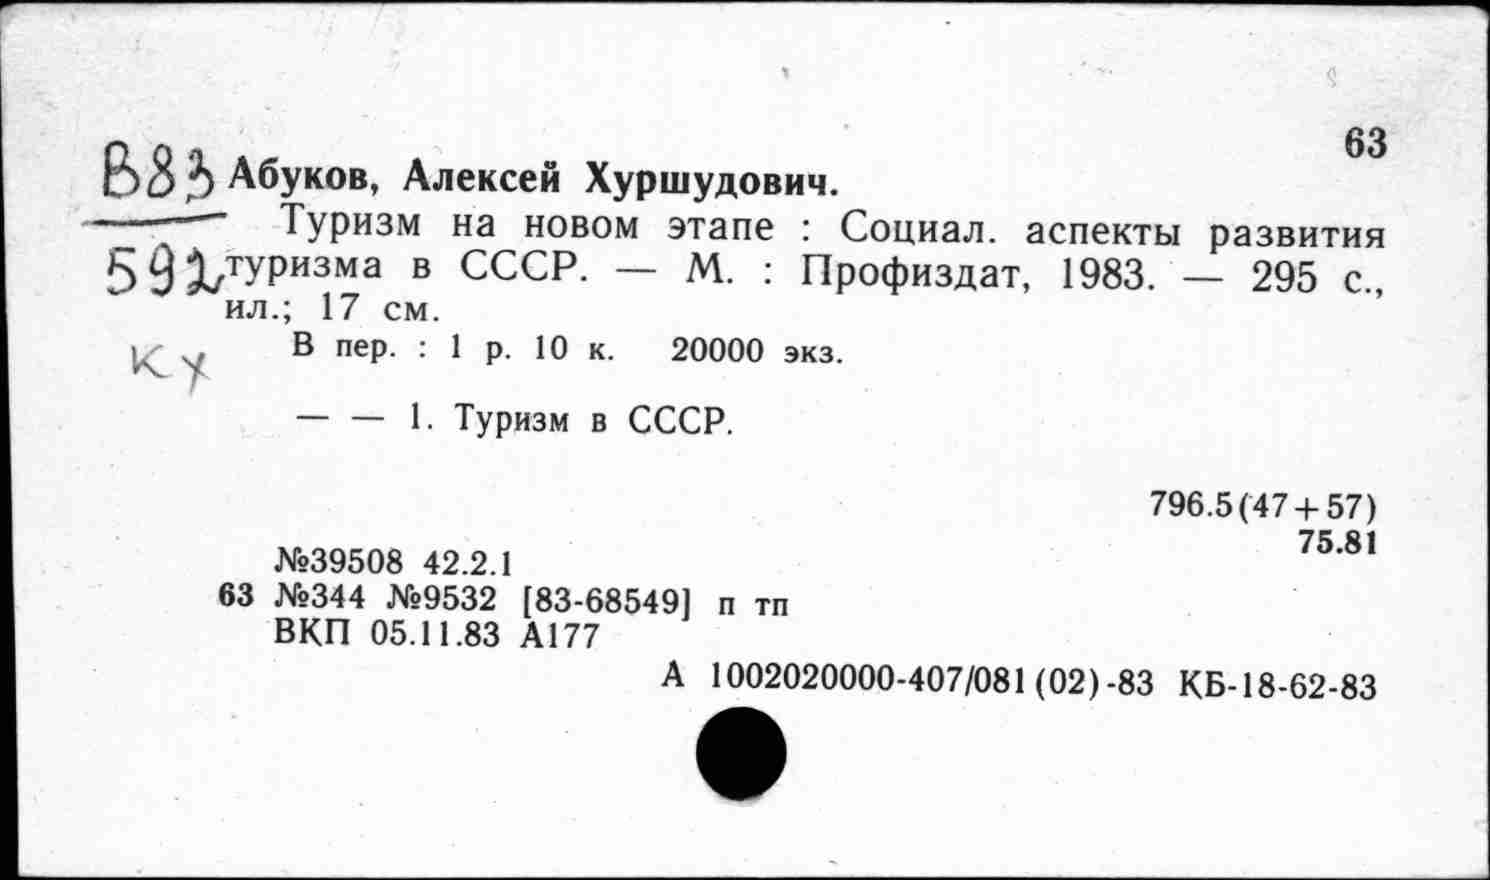 63
В83 Абуков, Алексей Хуршудович.
Туризм на новом этапе : Социал. аспекты развития
592 туризма в СССР. — М. : Профиздат, 1983. — 295 с.,
ил.; 17 см.
В пер. : 1 р. 10 к. 20000 экз.
Ку
— — 1. Туризм в СССР.
796.5(47+57)
75.81
№39508 42.2.1
63 №344 №9532 [83-68549] п тп
ВКП 05.11.83 А177
А 1002020000-407/081(02)-83 КБ-18-62-83